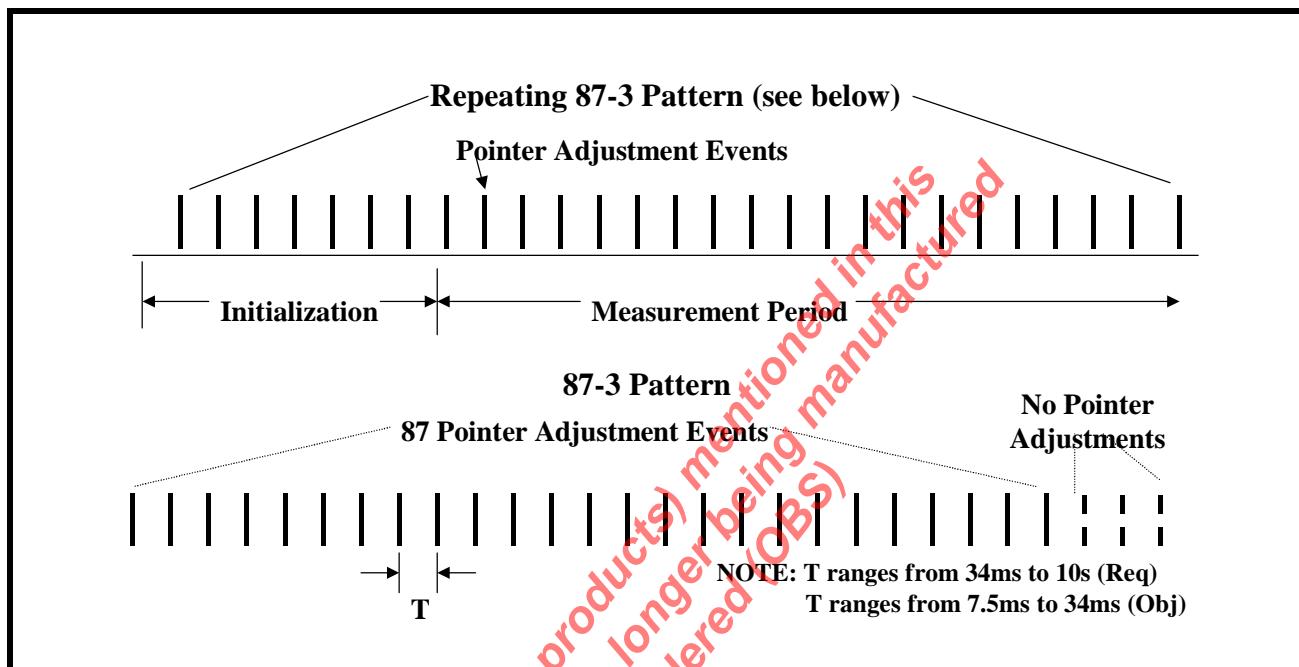 Repeating 87-3 Pattern (see below)
Pointer Adjustment Events
Initialization
Measurement Period
87-3 Pattern
87 Pointer Adjustment Events
No Pointer
Adjustments
T
NOTE: T ranges from 34ms to 10s (Req)
T ranges from 7.5ms to 34ms (Obj)
products) mentioned in this
longer being manufactured
dered (OBS)